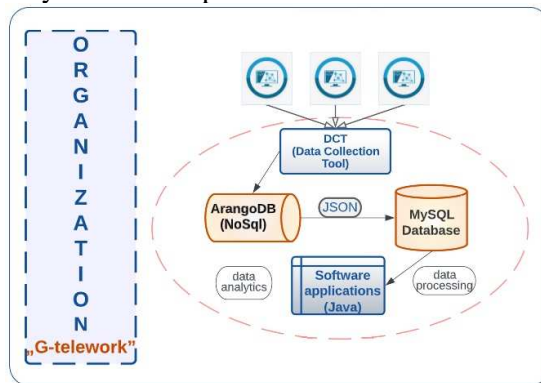 O
R
G
A
N
I
Z
A
T
I
O
N
„G-telework”
DCT
(Data Collection
Tool)
ArangoDB
(NoSql)
JSON
MySQL
Database
data
analytics
Software
applications
(Java)
data
processing